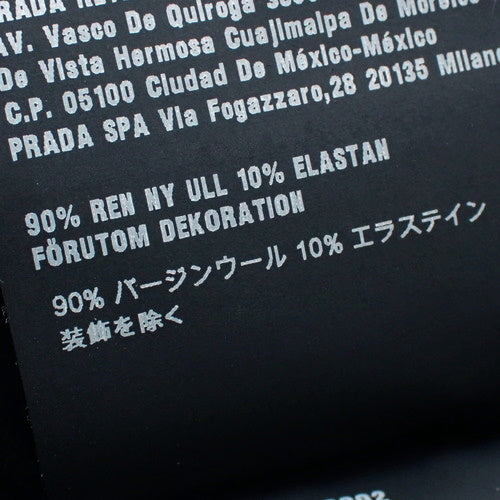 AV. Vasco De Quiroga
De Vista Hermosa Cuajimalpa De Morelos
C.P. 05100 Ciudad De México-México
PRADA SPA Via Fogazzaro,28 20135 Milano
90% REN NY ULL 10% ELASTAN
FÖRUTOM DEKORATION
90% バージンウール 10% エラステイン
装飾を除く